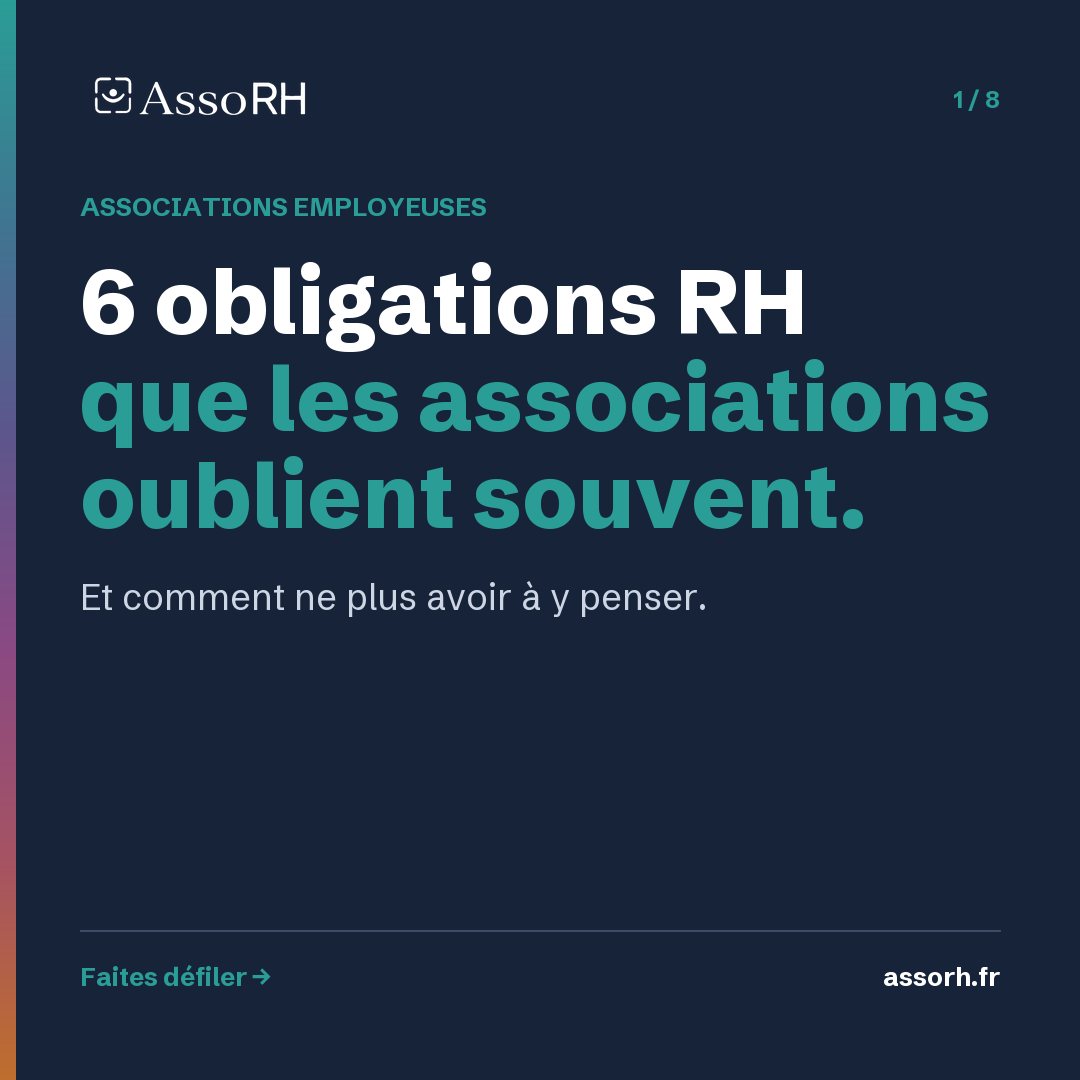 AssoRH
1 / 8
ASSOCIATIONS EMPLOYEUSES
6 obligations RH
que les associations
oublient souvent.
Et comment ne plus avoir à y penser.
Faites défiler →
assorh.fr